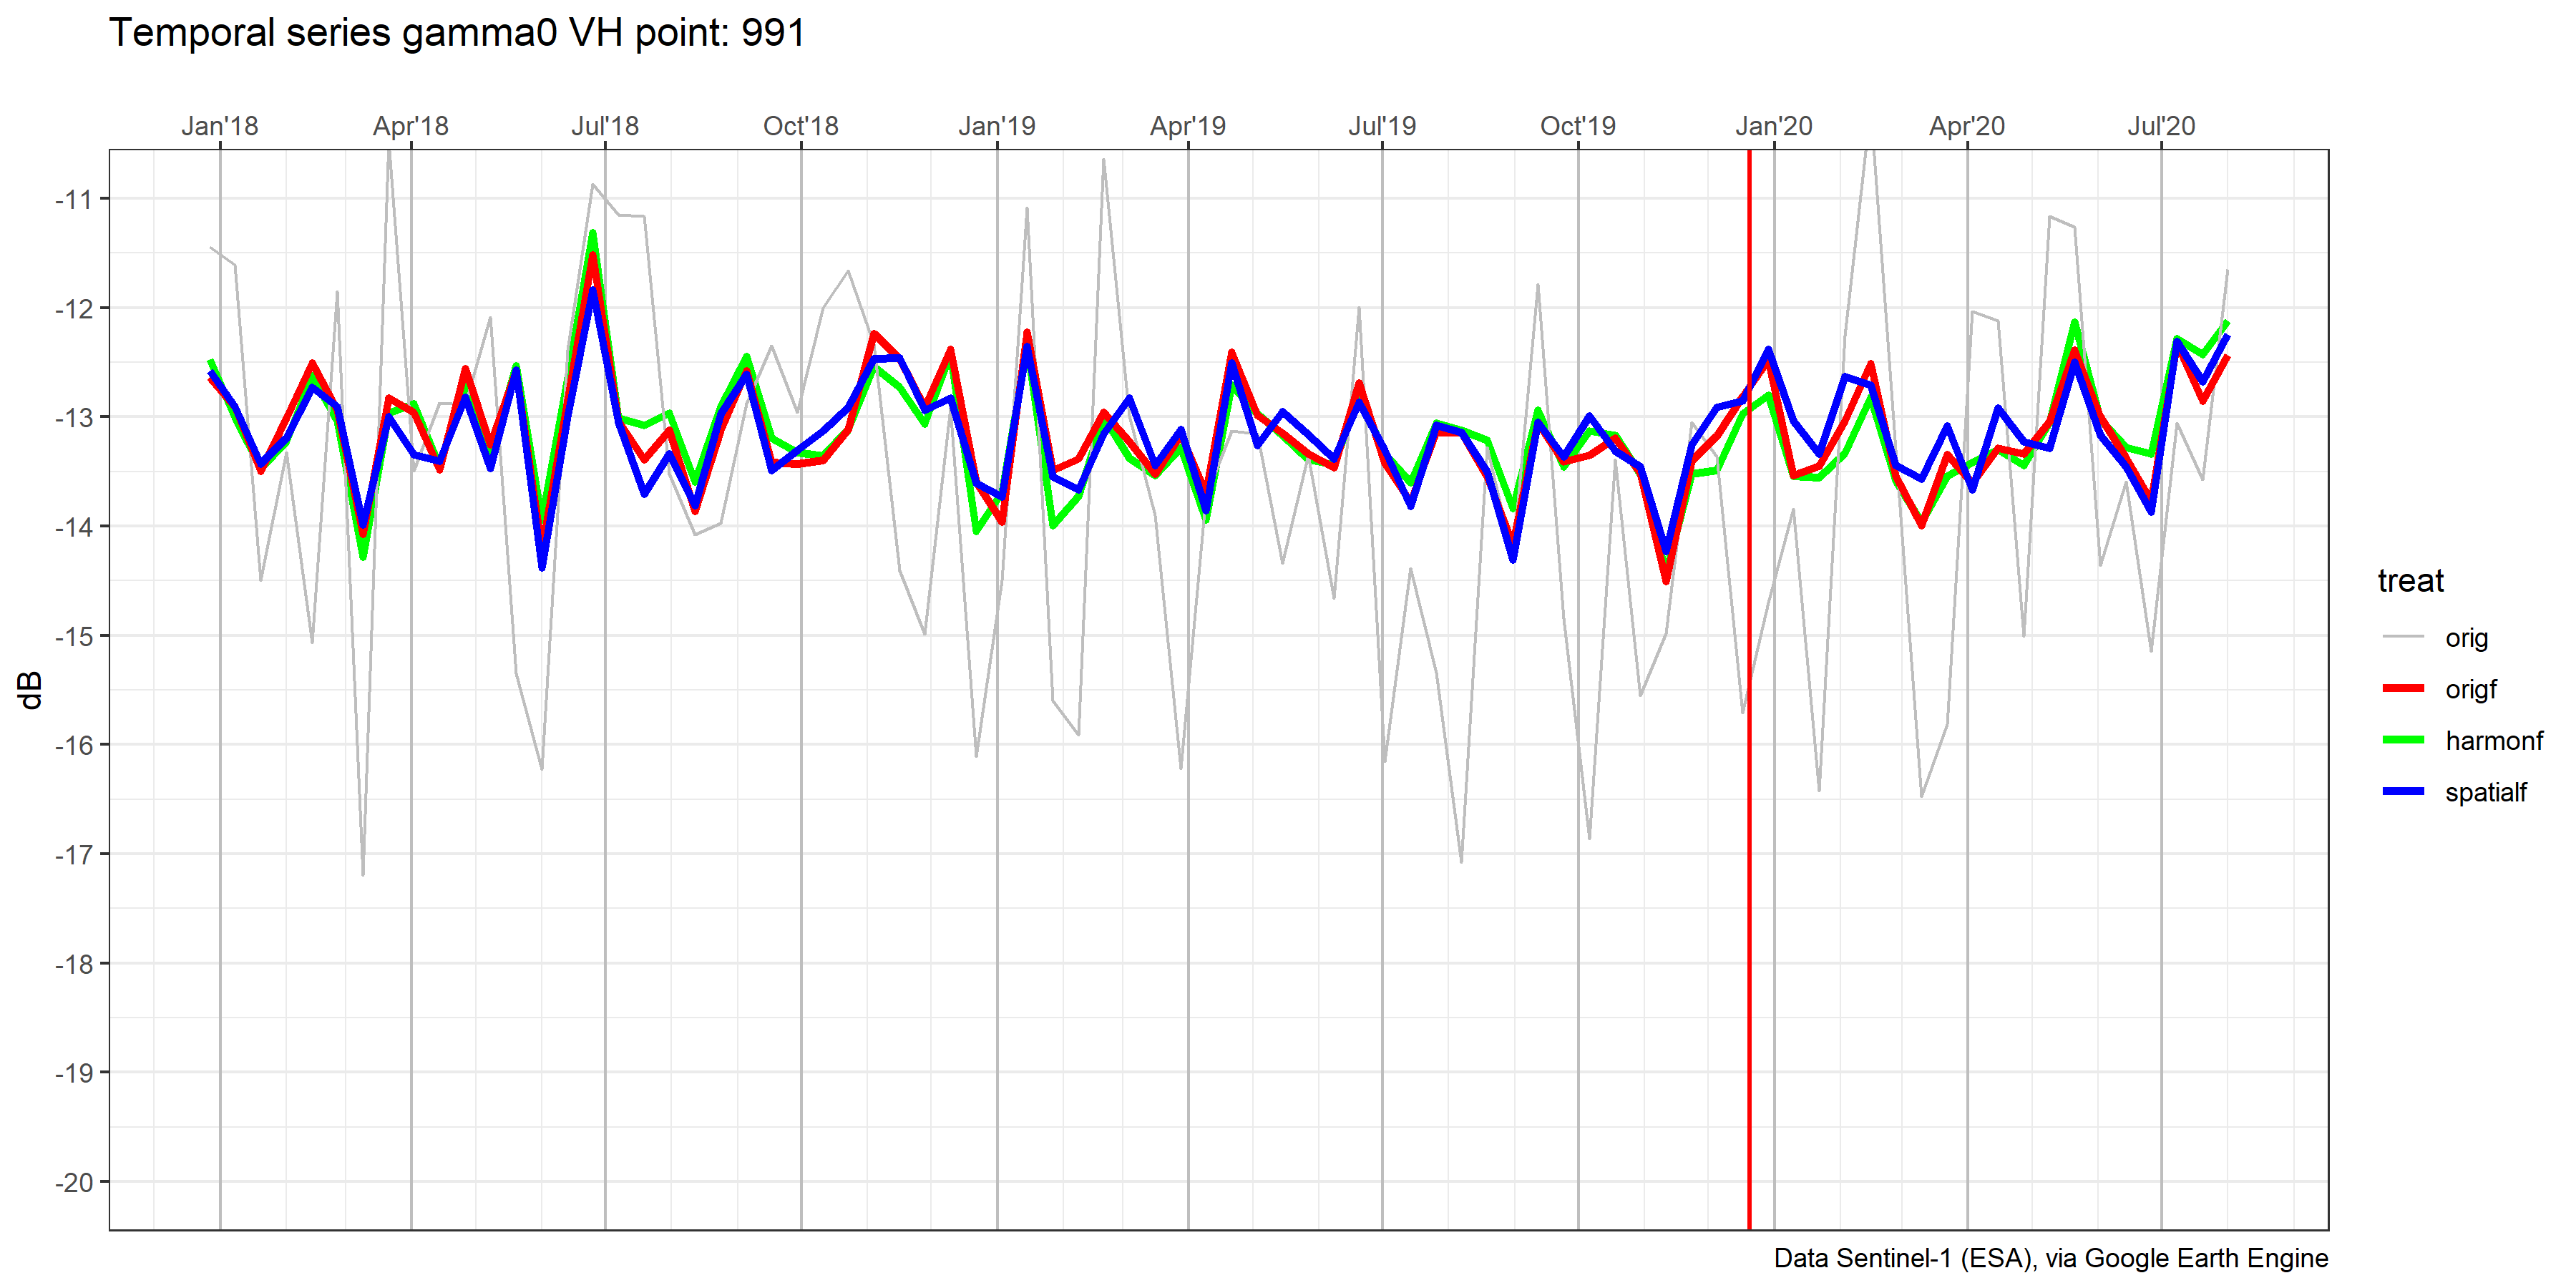 Temporal series gamma0 VH point: 991
Jan'18 Apr'18 Jul'18 Oct'18 Jan'19 Apr'19 Jul'19 Oct'19 Jan'20 Apr'20 Jul'20
-11
-12
-13
-14
-15
-16
-17
-18
-19
-20
dB
treat
orig
origf
harmonf
spatialf
Data Sentinel-1 (ESA), via Google Earth Engine